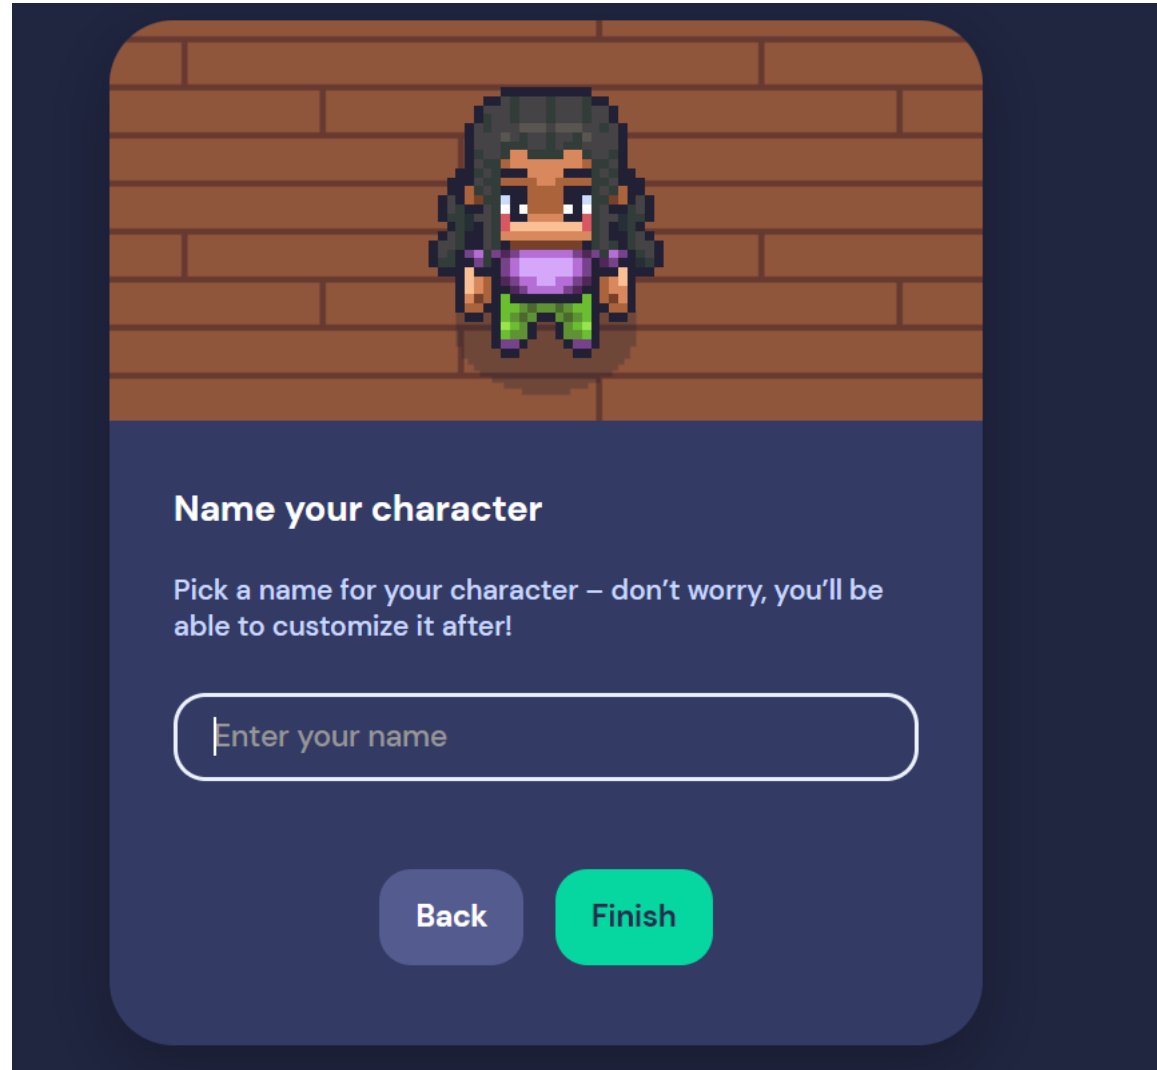 Name your character
Pick a name for your character – don’t worry, you’ll be
able to customize it after!
Enter your name
Back
Finish